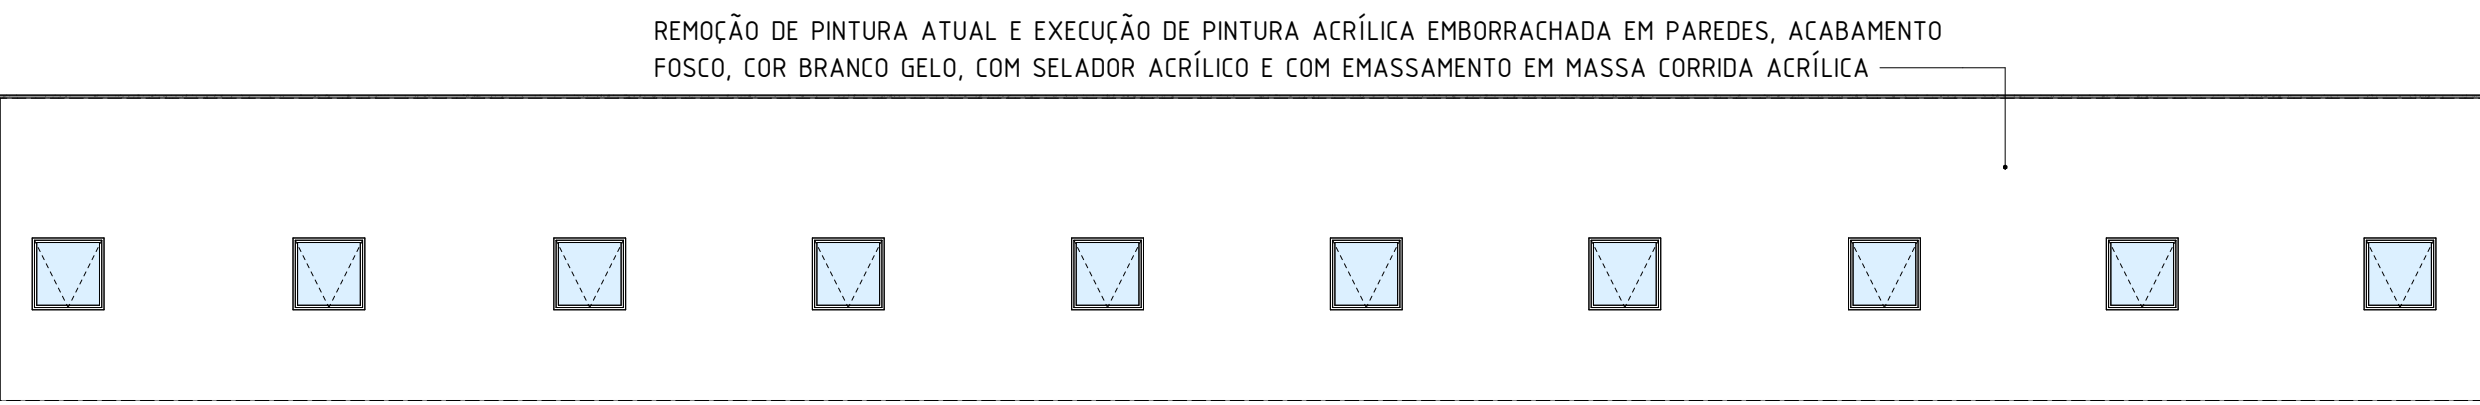 REMOÇÃO DE PINTURA ATUAL E EXECUÇÃO DE PINTURA ACRÍLICA EMBORRACHADA EM PAREDES, ACABAMENTO
FOSCO, COR BRANCO GELO, COM SELADOR ACRÍLICO E COM EMASSAMENTO EM MASSA CORRIDA ACRÍLICA